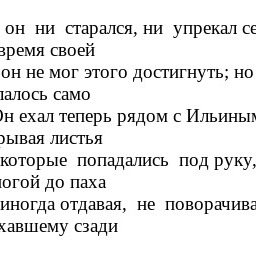 он ни старался, ни упрекал се
время своей
он не мог этого достигнуть; но
лалось само
Он ехал теперь рядом с Ильиным
рывая листья
которые попадались под руку,
ногой до паха
иногда отдавая, не поворачива
хавшему сзади